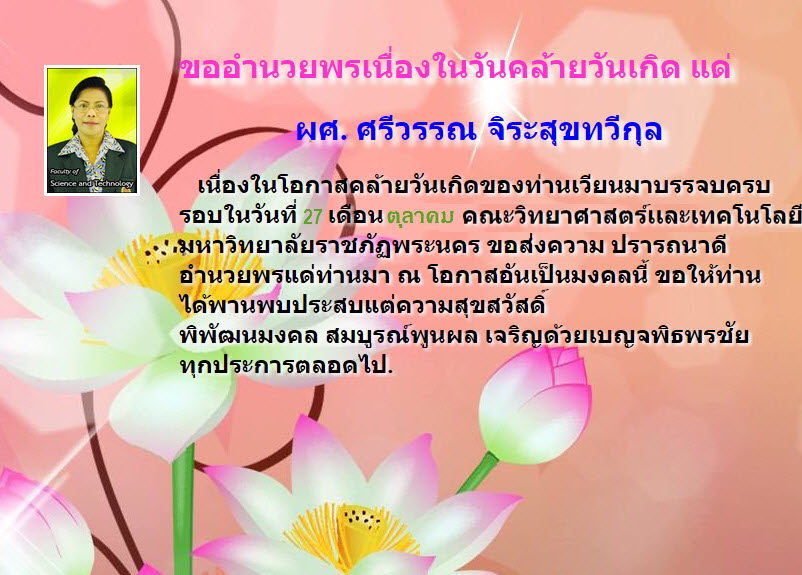 ขออำนวยพรเนื่องในวันคล้ายวันเกิด แด่
ผศ. ศรีวรรณ จิระสุขทวีกุล
Faculty of
Science and Technology
เนื่องในโอกาสคล้ายวันเกิดของท่านเวียนมาบรรจบครบ
รอบในวันที่ 27 เดือน ตุลาคม คณะวิทยาศาสตร์และเทคโนโลยี
มหาวิทยาลัยราชภัฏพระนคร ขอส่งความ ปรารถนาดี
อำนวยพรแด่ท่านมา ณ โอกาสอันเป็นมงคลนี้ ขอให้ท่าน
ได้พานพบประสบแต่ความสุขสวัสดิ์
พิพัฒนมงคล สมบูรณ์พูนผล เจริญด้วยเบญจพิธพรชัย
ทุกประการตลอดไป.